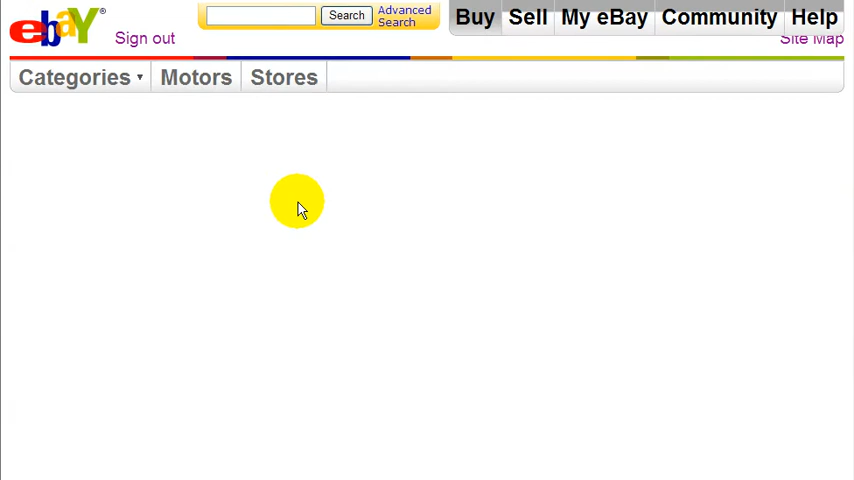 ebaY®
Sign out
Search
Advanced
Search
Buy
Sell
My eBay
Community
Help
Site Map
Categories ▾
Motors
Stores